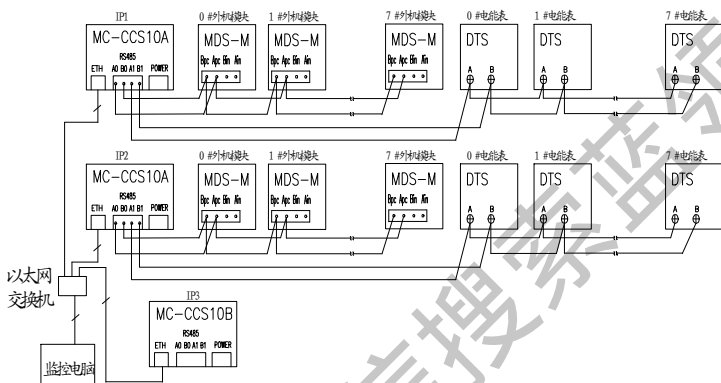 IP1
0 #外机模块
1 #外机模块
7 #外机模块
0 #电能表
1 #电能表
7 #电能表
MC-CCS10A
MDS-M
MDS-M
MDS-M
DTS
DTS
DTS
RS485
ETH A0 B0 A1 B1 POWER
Bpc Apc Bin Ain
Bpc Apc Bin Ain
Bpc Apc Bin Ain
A B
A B
A B
IP2
0 #外机模块
1 #外机模块
7 #外机模块
0 #电能表
1 #电能表
7 #电能表
MC-CCS10A
MDS-M
MDS-M
MDS-M
DTS
DTS
DTS
RS485
ETH A0 B0 A1 B1 POWER
Bpc Apc Bin Ain
Bpc Apc Bin Ain
Bpc Apc Bin Ain
A B
A B
A B
以太网
交换机
IP3
MC-CCS10B
RS485
ETH A0 B0 A1 B1 POWER
监控电脑
信搜索蓝领